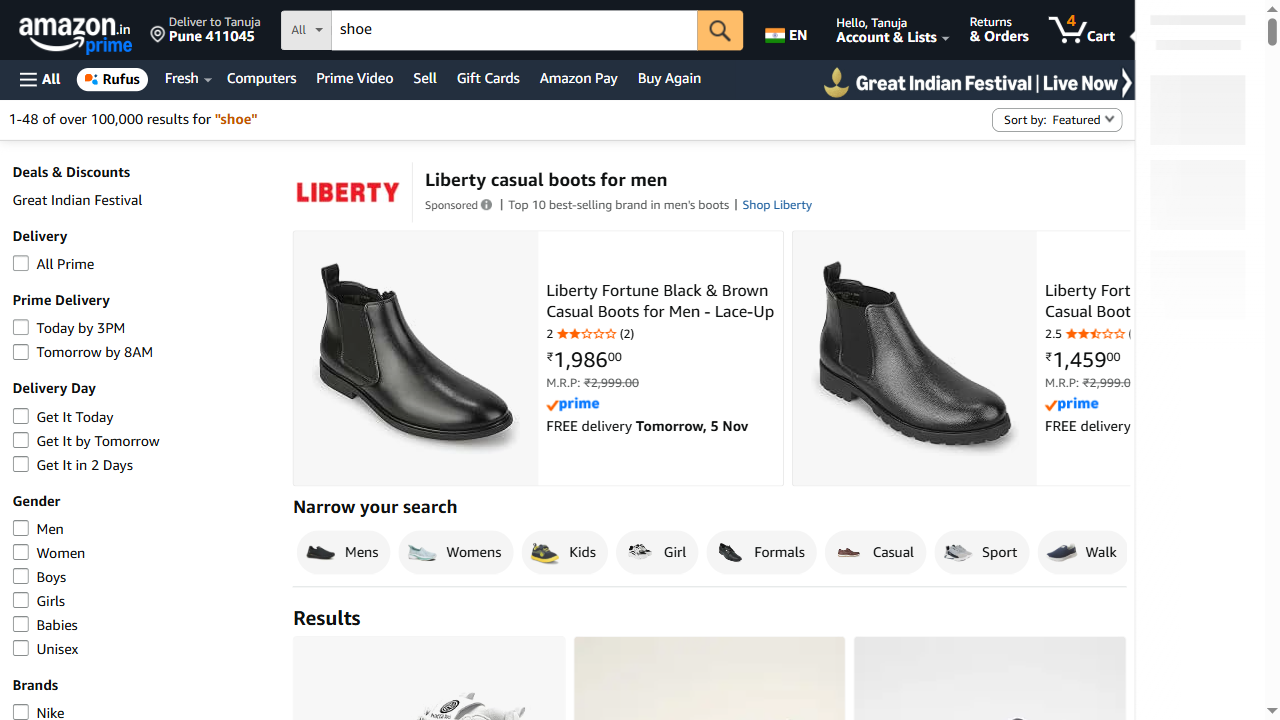 amazon.in
prime
Deliver to Tanuja
Pune 411045
All
shoe
EN
Hello, Tanuja
Account & Lists
Returns
& Orders
4
Cart
All
Rufus
Fresh
Computers
Prime Video
Sell
Gift Cards
Amazon Pay
Buy Again
Great Indian Festival | Live Now
1-48 of over 100,000 results for "shoe"
Sort by: Featured
Deals & Discounts
Great Indian Festival
Delivery
All Prime
Prime Delivery
Today by 3PM
Tomorrow by 8AM
Delivery Day
Get It Today
Get It by Tomorrow
Get It in 2 Days
Gender
Men
Women
Boys
Girls
Babies
Unisex
Brands
Nike
LIBERTY
Liberty casual boots for men
Sponsored | Top 10 best-selling brand in men's boots | Shop Liberty
Liberty Fortune Black & Brown
Casual Boots for Men - Lace-Up
2 (2)
₹1,98600
M.R.P: ₹2,999.00
prime
FREE delivery Tomorrow, 5 Nov
Liberty Fort
Casual Boot
2.5 (
₹1,45900
M.R.P: ₹2,999.0
prime
FREE delivery
Narrow your search
Mens
Womens
Kids
Girl
Formals
Casual
Sport
Walk
Results